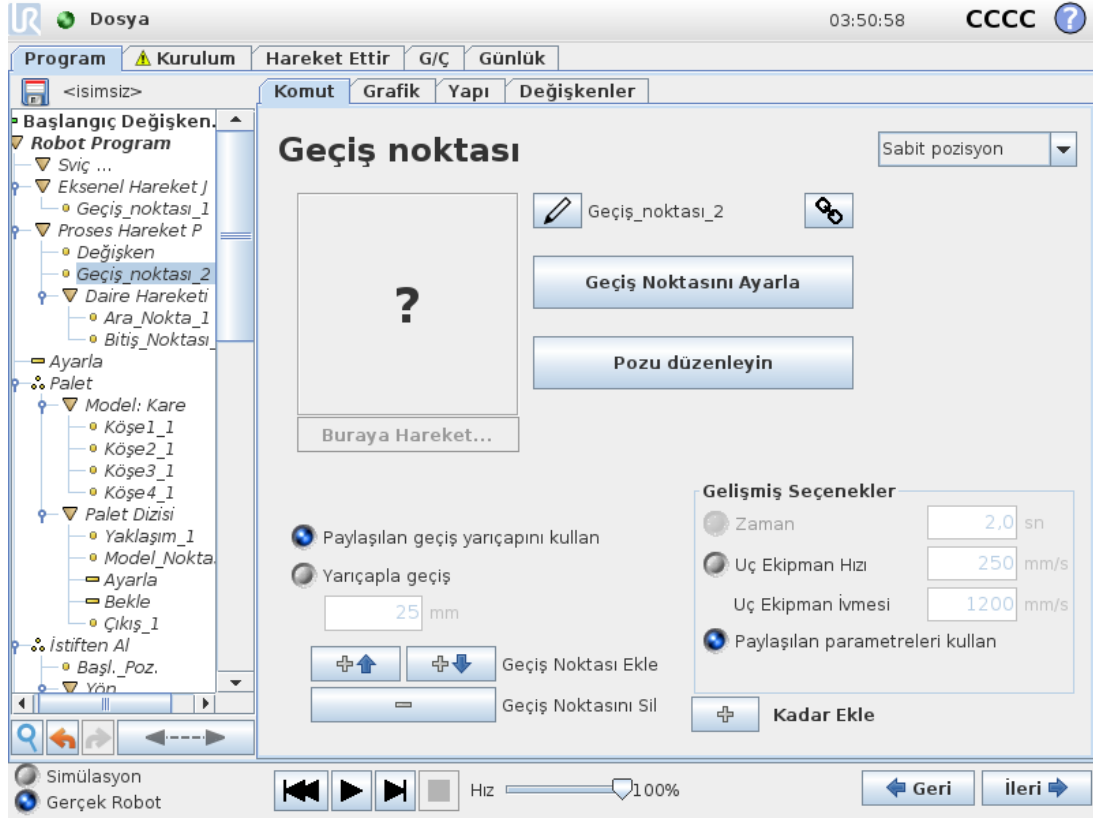 UR Dosya 03:50:58 CCCC ?
Program Kurulum Hareket Ettir G/Ç Günlük
<isimsiz>
Komut Grafik Yapı Değişkenler
Başlangıç Değişken.
Robot Program
Sviç ...
Eksenel Hareket J
Geçiş_noktası_1
Proses Hareket P
Değişken
Geçiş_noktası_2
Daire Hareketi
Ara_Nokta_1
Bitiş_Noktası_
Ayarla
Palet
Model: Kare
Köşe1_1
Köşe2_1
Köşe3_1
Köşe4_1
Palet Dizisi
Yaklaşım_1
Model_Nokta
Ayarla
Bekle
Çıkış_1
İstiften Al
Başl._Poz.
Yön
Geçiş noktası
Sabit pozisyon
?
Geçiş_noktası_2
Geçiş Noktasını Ayarla
Pozu düzenleyin
Buraya Hareket...
Paylaşılan geçiş yarıçapını kullan
Yarıçapla geçiş
25 mm
Geçiş Noktası Ekle
Geçiş Noktasını Sil
Gelişmiş Seçenekler
Zaman 2,0 sn
Uç Ekipman Hızı 250 mm/s
Uç Ekipman İvmesi 1200 mm/s
Paylaşılan parametreleri kullan
Kadar Ekle
Simülasyon
Gerçek Robot
Hız 100%
Geri İleri